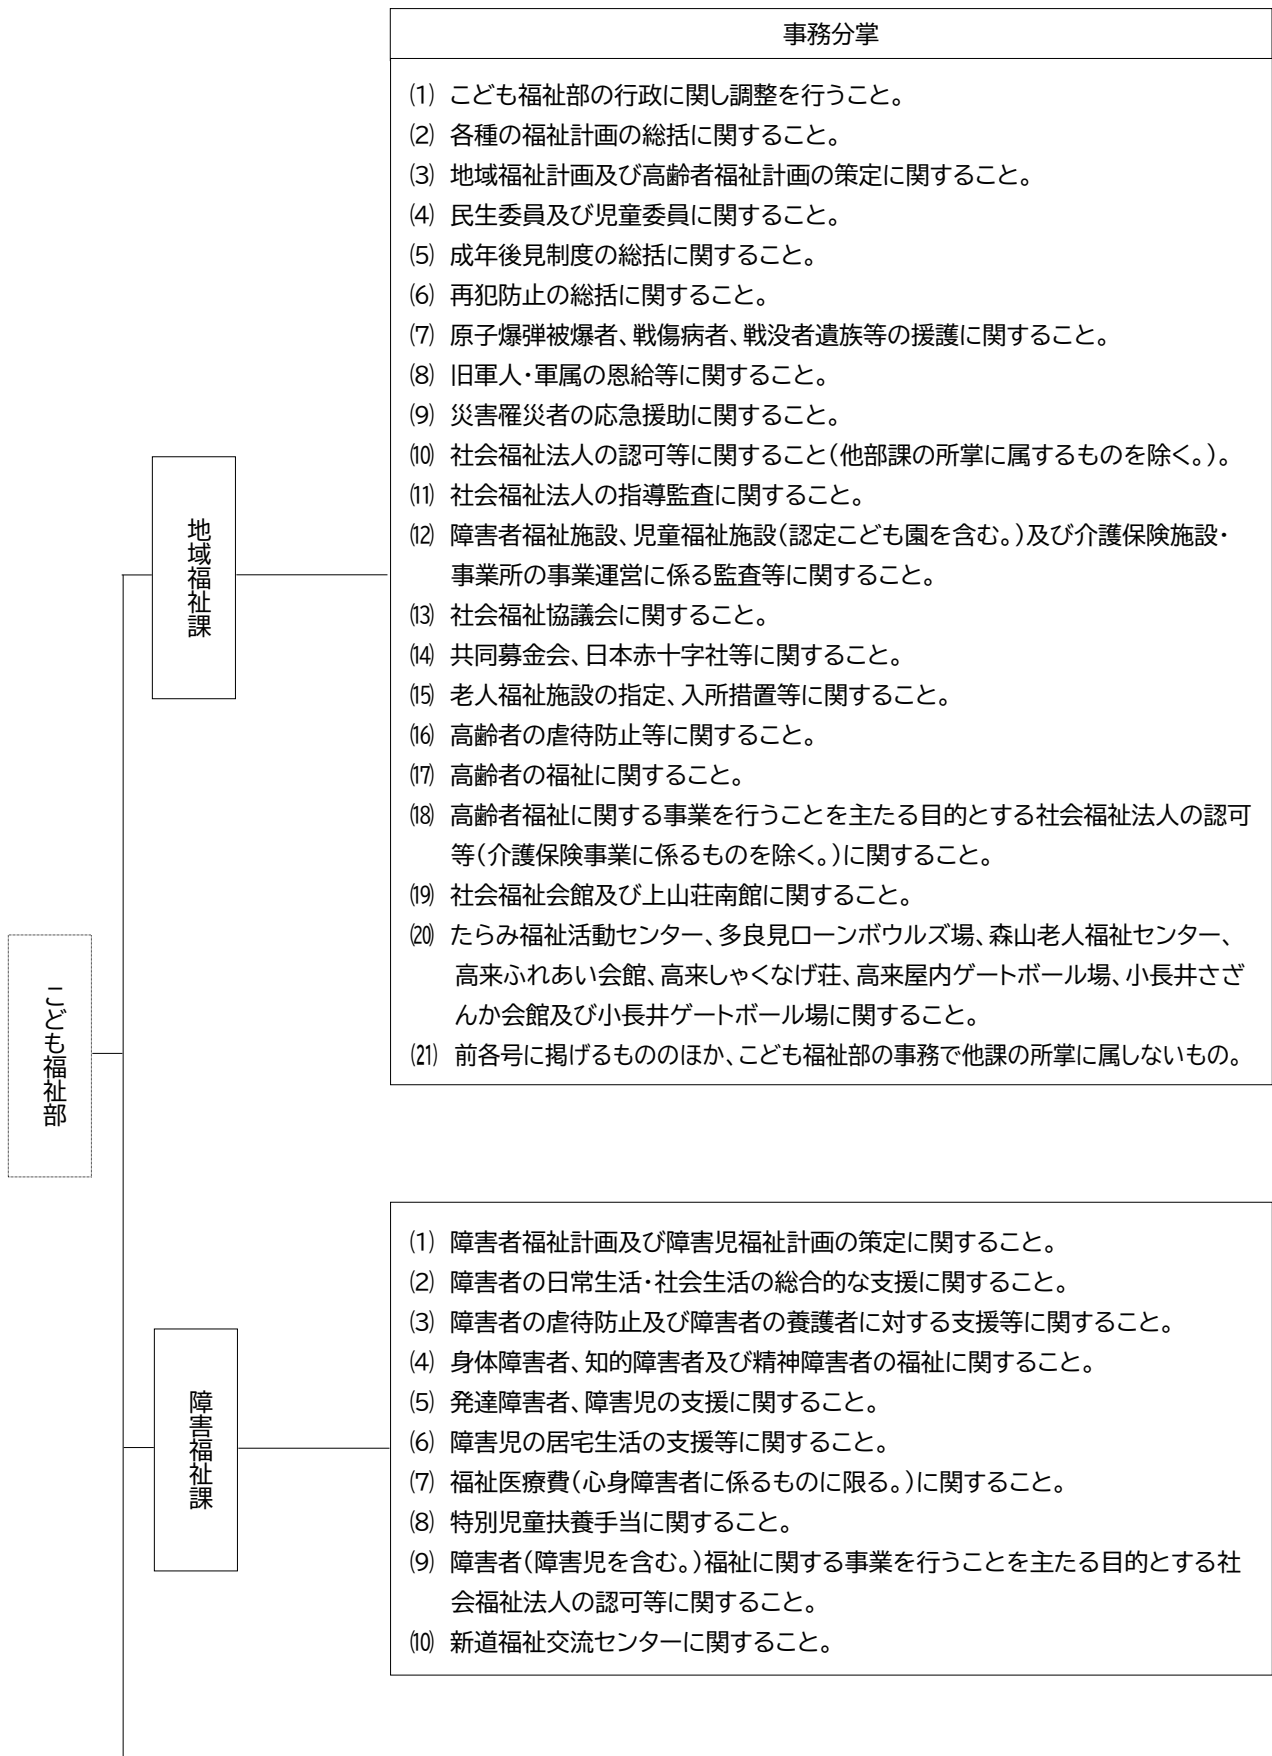 事務分掌
⑴ こども福祉部の行政に関し調整を行うこと。
⑵ 各種の福祉計画の総括に関すること。
⑶ 地域福祉計画及び高齢者福祉計画の策定に関すること。
⑷ 民生委員及び児童委員に関すること。
⑸ 成年後見制度の総括に関すること。
⑹ 再犯防止の総括に関すること。
⑺ 原子爆弾被爆者、戦傷病者、戦没者遺族等の援護に関すること。
⑻ 旧軍人・軍属の恩給等に関すること。
⑼ 災害罹災者の応急援助に関すること。
⑽ 社会福祉法人の認可等に関すること(他部課の所掌に属するものを除く。)。
⑾ 社会福祉法人の指導監査に関すること。
⑿ 障害者福祉施設、児童福祉施設(認定こども園を含む。)及び介護保険施設・
事業所の事業運営に係る監査等に関すること。
⒀ 社会福祉協議会に関すること。
⒁ 共同募金会、日本赤十字社等に関すること。
⒂ 老人福祉施設の指定、入所措置等に関すること。
⒃ 高齢者の虐待防止等に関すること。
⒄ 高齢者の福祉に関すること。
⒅ 高齢者福祉に関する事業を行うことを主たる目的とする社会福祉法人の認可
等(介護保険事業に係るものを除く。)に関すること。
⒆ 社会福祉会館及び上山荘南館に関すること。
⒇ たらみ福祉活動センター、多良見ローンボウルズ場、森山老人福祉センター、
高来ふれあい会館、高来しゃくなげ荘、高来屋内ゲートボール場、小長井さざ
んか会館及び小長井ゲートボール場に関すること。
(21) 前各号に掲げるもののほか、こども福祉部の事務で他課の所掌に属しないもの。
地域福祉課
こども福祉部
⑴ 障害者福祉計画及び障害児福祉計画の策定に関すること。
⑵ 障害者の日常生活・社会生活の総合的な支援に関すること。
⑶ 障害者の虐待防止及び障害者の養護者に対する支援等に関すること。
⑷ 身体障害者、知的障害者及び精神障害者の福祉に関すること。
⑸ 発達障害者、障害児の支援に関すること。
⑹ 障害児の居宅生活の支援等に関すること。
⑺ 福祉医療費(心身障害者に係るものに限る。)に関すること。
⑻ 特別児童扶養手当に関すること。
⑼ 障害者(障害児を含む。)福祉に関する事業を行うことを主たる目的とする社
会福祉法人の認可等に関すること。
⑽ 新道福祉交流センターに関すること。
障害福祉課